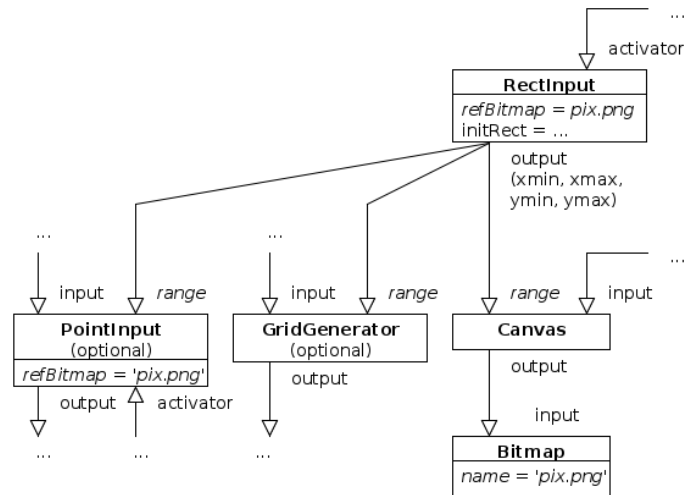 ...
activator
RectInput
refBitmap = pix.png
initRect = ...
output
(xmin, xmax,
ymin, ymax)
...
...
...
input
range
input
range
range
input
PointInput
(optional)
refBitmap = 'pix.png'
GridGenerator
(optional)
Canvas
output
activator
output
output
input
...
...
...
Bitmap
name = 'pix.png'